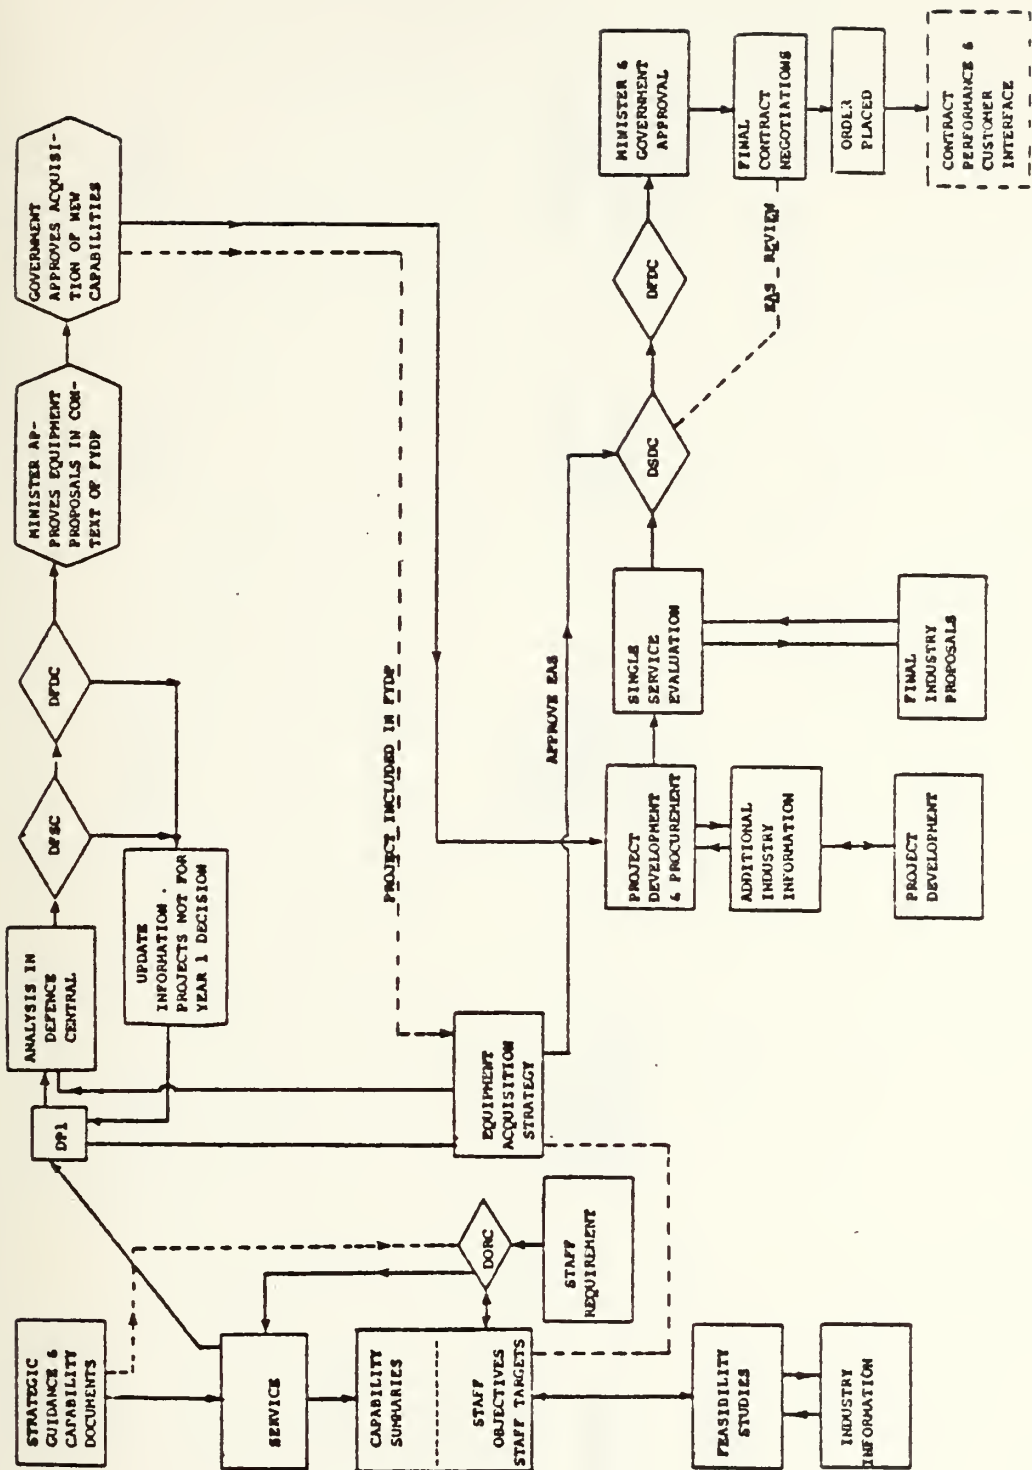 STRATEGIC
GUIDANCE &
CAPABILITY
DOCUMENTS
SERVICE
CAPABILITY
SUMMARIES
STAFF
OBJECTIVES
STAFF TARGETS
FEASIBILITY
STUDIES
INDUSTRY
INFORMATION
DORC
STAFF
REQUIREMENT
DP1
ANALYSIS IN
DEFENCE
CENTRAL
UPDATE
INFORMATION.
PROJECTS NOT FOR
YEAR 1 DECISION
DFSC
DFDC
MINISTER AP-
PROVES EQUIPMENT
PROPOSALS IN CON-
TEXT OF FYDP
GOVERNMENT
APPROVES ACQUISI-
TION OF NEW
CAPABILITIES
PROJECT INCLUDED IN FYDP
EQUIPMENT
ACQUISITION
STRATEGY
APPROVE EAS
PROJECT
DEVELOPMENT
& PROCUREMENT
ADDITIONAL
INDUSTRY
INFORMATION
PROJECT
DEVELOPMENT
SINGLE
SERVICE
EVALUATION
FINAL
INDUSTRY
PROPOSALS
DSDC
DFDC
EAS REVIEW
MINISTER &
GOVERNMENT
APPROVAL
FINAL
CONTRACT
NEGOTIATIONS
ORDER
PLACED
CONTRACT
PERFORMANCE &
CUSTOMER
INTERFACE